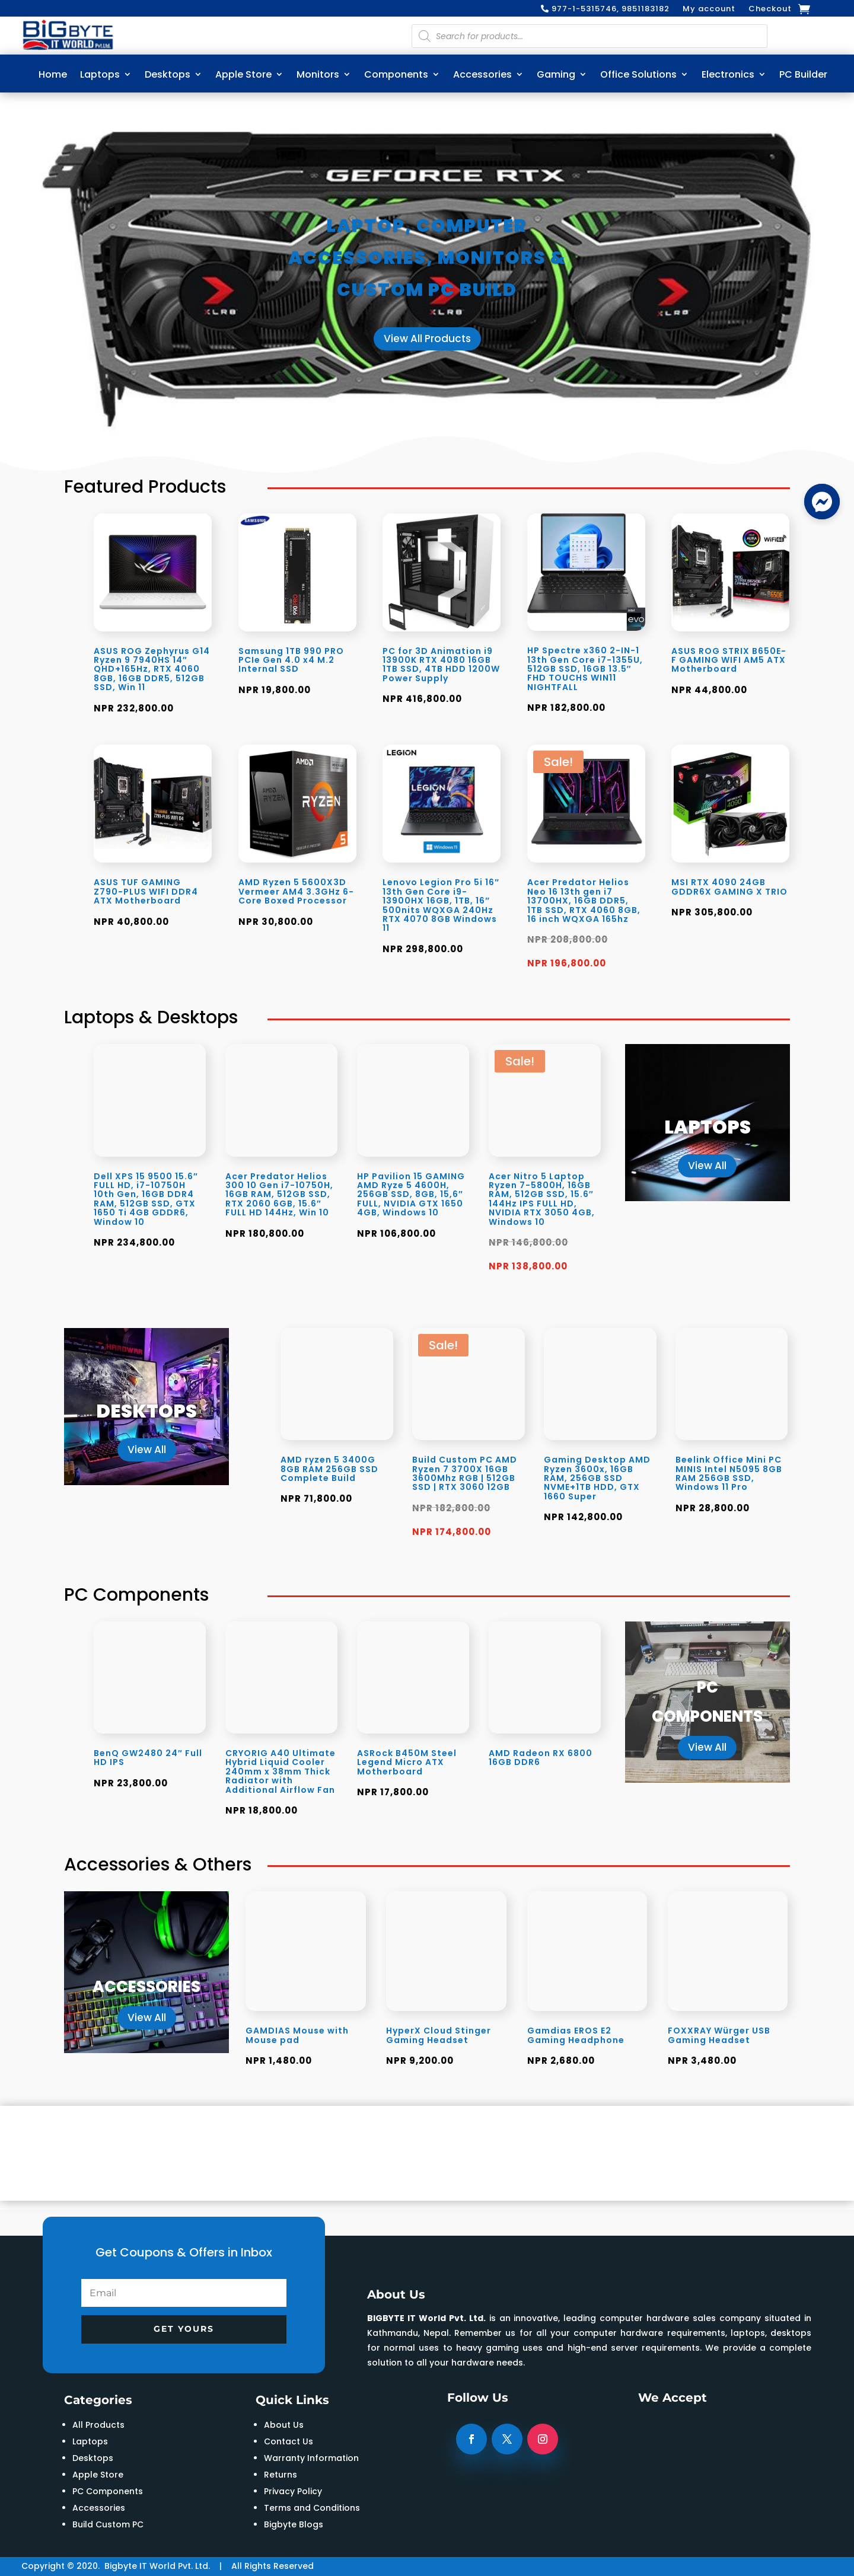 977-1-5315746, 9851183182 My account Checkout
BiGBYTE
IT WORLD Pvt. Ltd.
Search for products...
Home Laptops Desktops Apple Store Monitors Components Accessories Gaming Office Solutions Electronics PC Builder
GEFORCE RTX
LAPTOP, COMPUTER
ACCESSORIES, MONITORS &
CUSTOM PC BUILD
XLR8 XLR8 XLR8
View All Products
Featured Products
ASUS ROG Zephyrus G14
Ryzen 9 7940HS 14″
QHD+165Hz, RTX 4060
8GB, 16GB DDR5, 512GB
SSD, Win 11
NPR 232,800.00
SAMSUNG
Samsung 1TB 990 PRO
PCIe Gen 4.0 x4 M.2
Internal SSD
NPR 19,800.00
PC for 3D Animation i9
13900K RTX 4080 16GB
1TB SSD, 4TB HDD 1200W
Power Supply
NPR 416,800.00
evo
HP Spectre x360 2-IN-1
13th Gen Core i7-1355U,
512GB SSD, 16GB 13.5″
FHD TOUCHS WIN11
NIGHTFALL
NPR 182,800.00
ASUS ROG STRIX B650E-
F GAMING WIFI AM5 ATX
Motherboard
NPR 44,800.00
ASUS TUF GAMING
Z790-PLUS WIFI DDR4
ATX Motherboard
NPR 40,800.00
AMD
RYZEN
5
AMD Ryzen 5 5600X3D
Vermeer AM4 3.3GHz 6-
Core Boxed Processor
NPR 30,800.00
LEGION
LEGION
Windows 11
Lenovo Legion Pro 5i 16″
13th Gen Core i9-
13900HX 16GB, 1TB, 16″
500nits WQXGA 240Hz
RTX 4070 8GB Windows
11
NPR 298,800.00
Sale!
Acer Predator Helios
Neo 16 13th gen i7
13700HX, 16GB DDR5,
1TB SSD, RTX 4060 8GB,
16 inch WQXGA 165hz
NPR 208,800.00
NPR 196,800.00
MSI RTX 4090 24GB
GDDR6X GAMING X TRIO
NPR 305,800.00
Laptops & Desktops
Dell XPS 15 9500 15.6″
FULL HD, i7-10750H
10th Gen, 16GB DDR4
RAM, 512GB SSD, GTX
1650 Ti 4GB GDDR6,
Window 10
NPR 234,800.00
Acer Predator Helios
300 10 Gen i7-10750H,
16GB RAM, 512GB SSD,
RTX 2060 6GB, 15.6″
FULL HD 144Hz, Win 10
NPR 180,800.00
HP Pavilion 15 GAMING
AMD Ryze 5 4600H,
256GB SSD, 8GB, 15,6″
FULL, NVIDIA GTX 1650
4GB, Windows 10
NPR 106,800.00
Sale!
Acer Nitro 5 Laptop
Ryzen 7-5800H, 16GB
RAM, 512GB SSD, 15.6″
144Hz IPS FULL HD,
NVIDIA RTX 3050 4GB,
Windows 10
NPR 146,800.00
NPR 138,800.00
LAPTOPS
View All
DESKTOPS
View All
AMD ryzen 5 3400G
8GB RAM 256GB SSD
Complete Build
NPR 71,800.00
Sale!
Build Custom PC AMD
Ryzen 7 3700X 16GB
3600Mhz RGB | 512GB
SSD | RTX 3060 12GB
NPR 182,800.00
NPR 174,800.00
Gaming Desktop AMD
Ryzen 3600x, 16GB
RAM, 256GB SSD
NVME+1TB HDD, GTX
1660 Super
NPR 142,800.00
Beelink Office Mini PC
MINIS Intel N5095 8GB
RAM 256GB SSD,
Windows 11 Pro
NPR 28,800.00
PC Components
BenQ GW2480 24″ Full
HD IPS
NPR 23,800.00
CRYORIG A40 Ultimate
Hybrid Liquid Cooler
240mm x 38mm Thick
Radiator with
Additional Airflow Fan
NPR 18,800.00
ASRock B450M Steel
Legend Micro ATX
Motherboard
NPR 17,800.00
AMD Radeon RX 6800
16GB DDR6
PC
COMPONENTS
View All
Accessories & Others
ACCESSORIES
View All
GAMDIAS Mouse with
Mouse pad
NPR 1,480.00
HyperX Cloud Stinger
Gaming Headset
NPR 9,200.00
Gamdias EROS E2
Gaming Headphone
NPR 2,680.00
FOXXRAY Würger USB
Gaming Headset
NPR 3,480.00
Get Coupons & Offers in Inbox
Email
GET YOURS
About Us
BIGBYTE IT World Pvt. Ltd. is an innovative, leading computer hardware sales company situated in
Kathmandu, Nepal. Remember us for all your computer hardware requirements, laptops, desktops
for normal uses to heavy gaming uses and high-end server requirements. We provide a complete
solution to all your hardware needs.
Categories
All Products
Laptops
Desktops
Apple Store
PC Components
Accessories
Build Custom PC
Quick Links
About Us
Contact Us
Warranty Information
Returns
Privacy Policy
Terms and Conditions
Bigbyte Blogs
Follow Us
We Accept
Copyright © 2020. Bigbyte IT World Pvt. Ltd. | All Rights Reserved